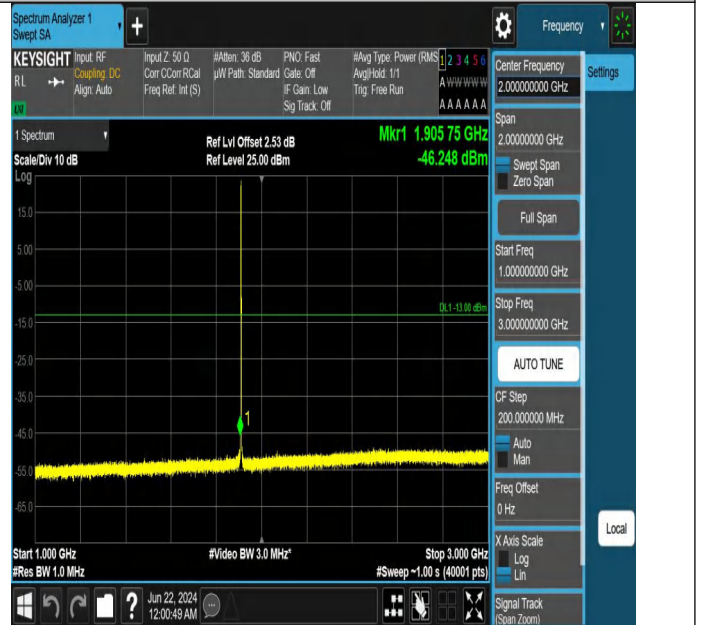 Spectrum Analyzer 1
Swept SA
+
Frequency
KEYSIGHT
RL
LXI
Input: RF
Coupling: DC
Align: Auto
Input Z: 50 Ω
Corr CCorr RCal
Freq Ref: Int (S)
#Atten: 36 dB
µW Path: Standard
PNO: Fast
Gate: Off
IF Gain: Low
Sig Track: Off
#Avg Type: Power (RMS
Avg|Hold: 1/1
Trig: Free Run
1 2 3 4 5 6
A W W W W W
A A A A A A
1 Spectrum
Scale/Div 10 dB
Log
Ref Lvl Offset 2.53 dB
Ref Level 25.00 dBm
Mkr1 1.905 75 GHz
-46.248 dBm
15.0
5.00
-5.00
-15.0
-25.0
-35.0
-45.0
-55.0
-65.0
DL1 -13.00 dBm
1
Start 1.000 GHz
#Res BW 1.0 MHz
#Video BW 3.0 MHz*
Stop 3.000 GHz
#Sweep ~1.00 s (40001 pts)
Jun 22, 2024
12:00:49 AM
?
Center Frequency
2.000000000 GHz
Settings
Span
2.00000000 GHz
Swept Span
Zero Span
Full Span
Start Freq
1.000000000 GHz
Stop Freq
3.000000000 GHz
AUTO TUNE
CF Step
200.000000 MHz
Auto
Man
Freq Offset
0 Hz
X Axis Scale
Log
Lin
Signal Track
(Span Zoom)
Local